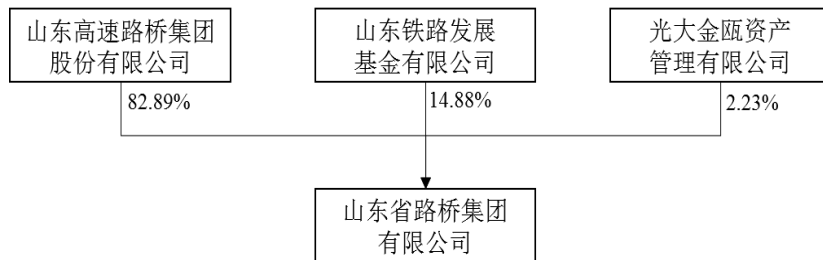 山东高速路桥集团
股份有限公司
山东铁路发展
基金有限公司
光大金瓯资产
管理有限公司
82.89%
14.88%
2.23%
山东省路桥集团
有限公司